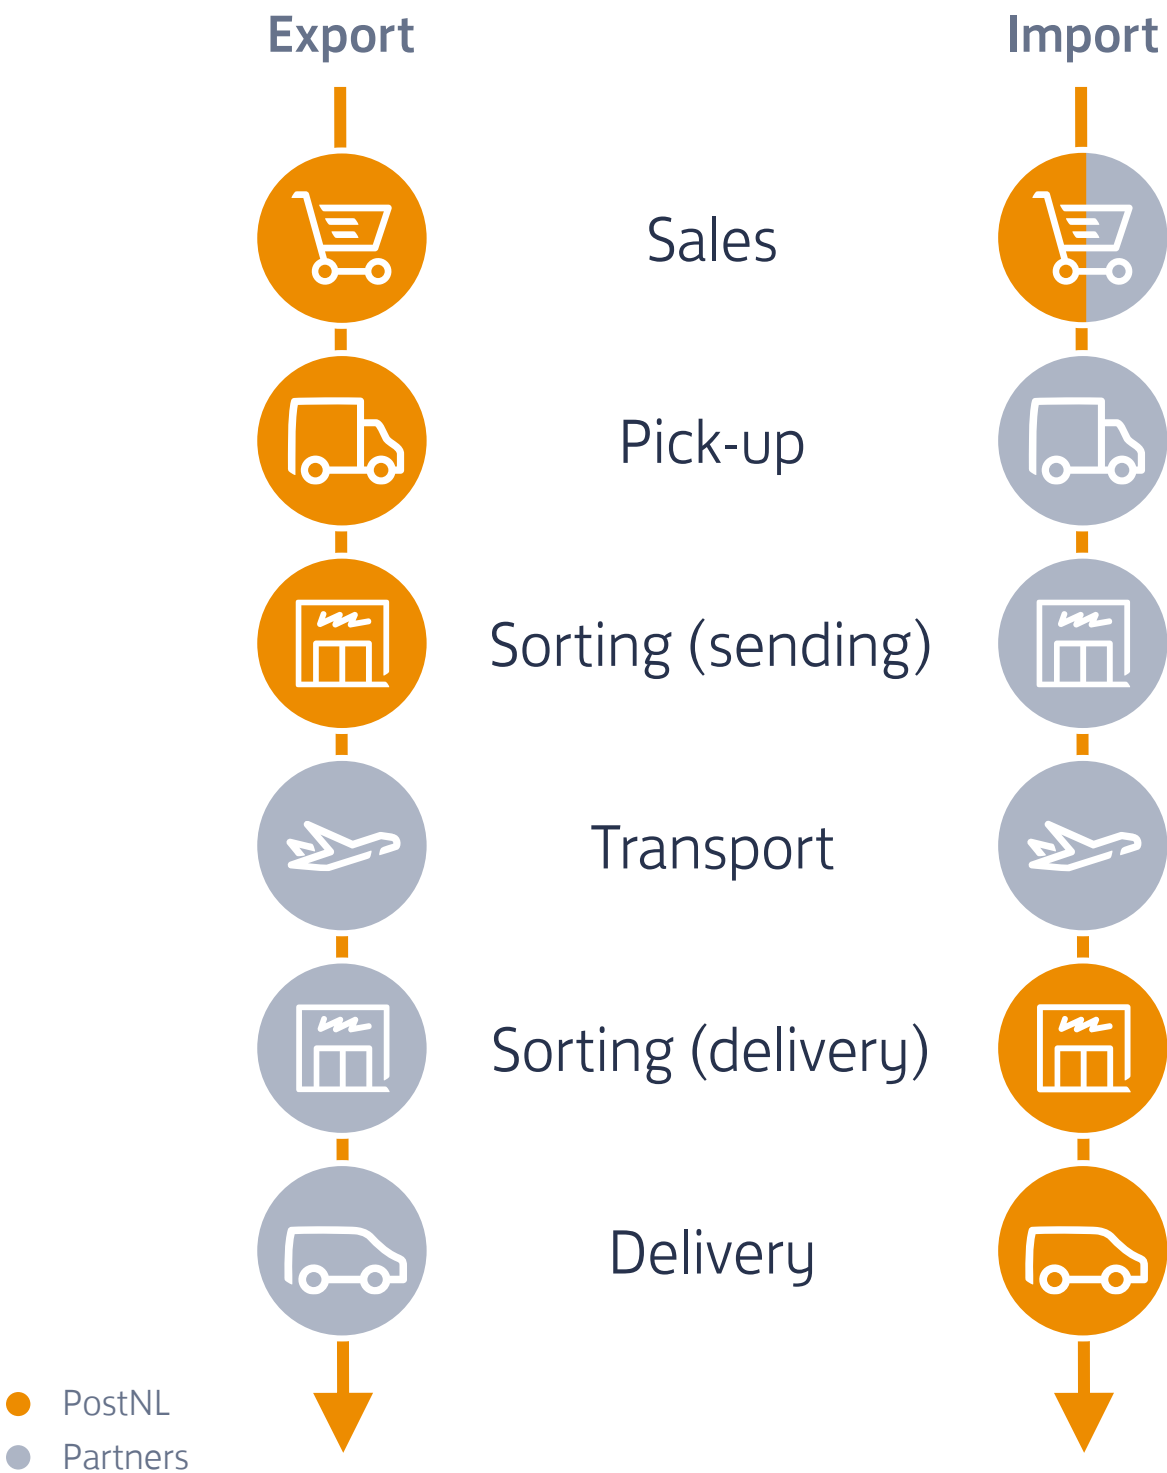 Export
Import
Sales
Pick-up
Sorting (sending)
Transport
Sorting (delivery)
Delivery
PostNL
Partners